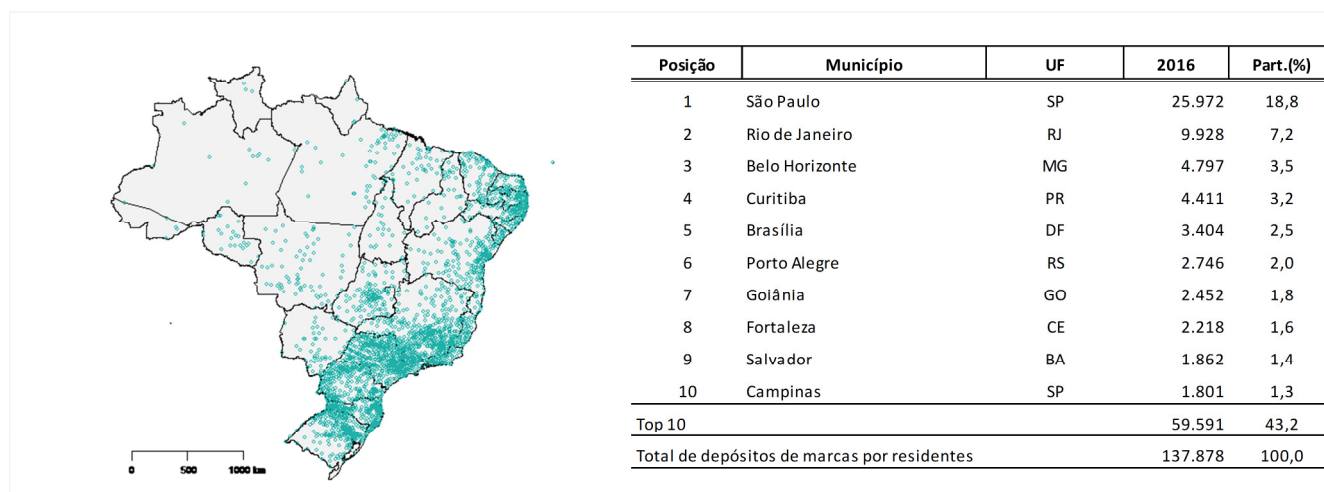 Posição Município UF 2016 Part.(%)
1 São Paulo SP 25.972 18,8
2 Rio de Janeiro RJ 9.928 7,2
3 Belo Horizonte MG 4.797 3,5
4 Curitiba PR 4.411 3,2
5 Brasília DF 3.404 2,5
6 Porto Alegre RS 2.746 2,0
7 Goiânia GO 2.452 1,8
8 Fortaleza CE 2.218 1,6
9 Salvador BA 1.862 1,4
10 Campinas SP 1.801 1,3
Top 10 59.591 43,2
Total de depósitos de marcas por residentes 137.878 100,0
0 500 1000 km